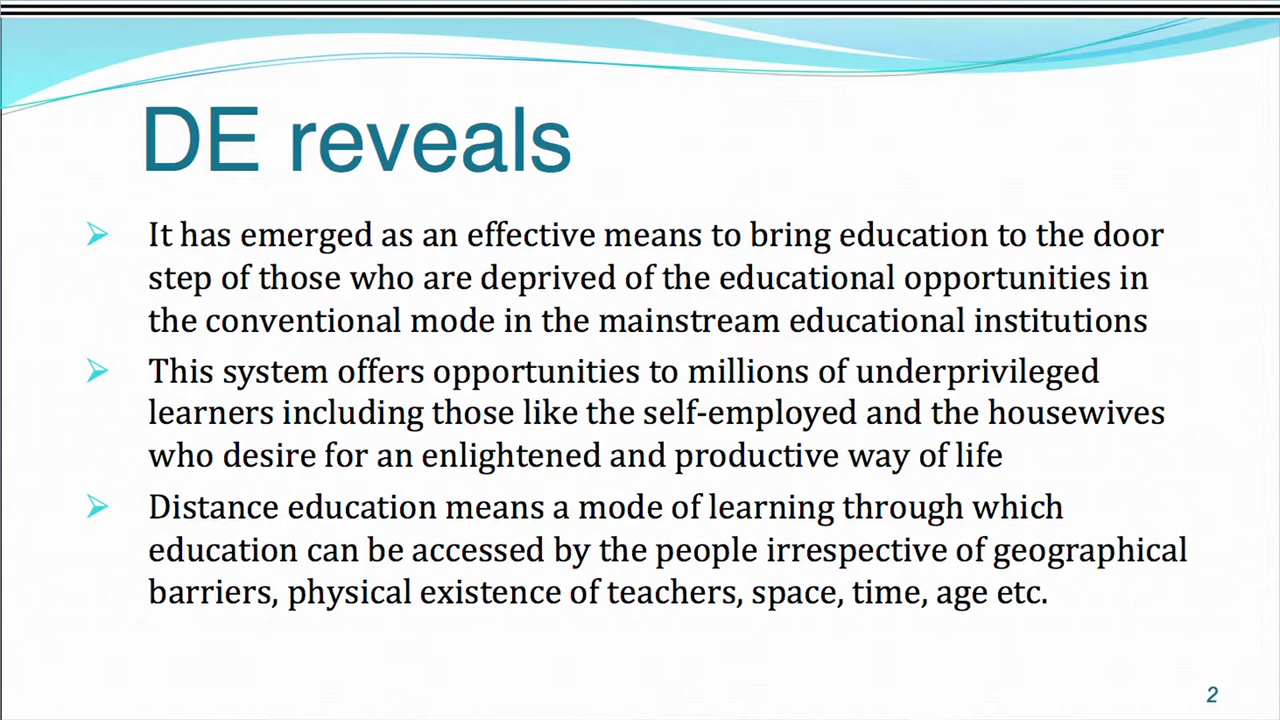 DE reveals
It has emerged as an effective means to bring education to the door
step of those who are deprived of the educational opportunities in
the conventional mode in the mainstream educational institutions
This system offers opportunities to millions of underprivileged
learners including those like the self-employed and the housewives
who desire for an enlightened and productive way of life
Distance education means a mode of learning through which
education can be accessed by the people irrespective of geographical
barriers, physical existence of teachers, space, time, age etc.
2